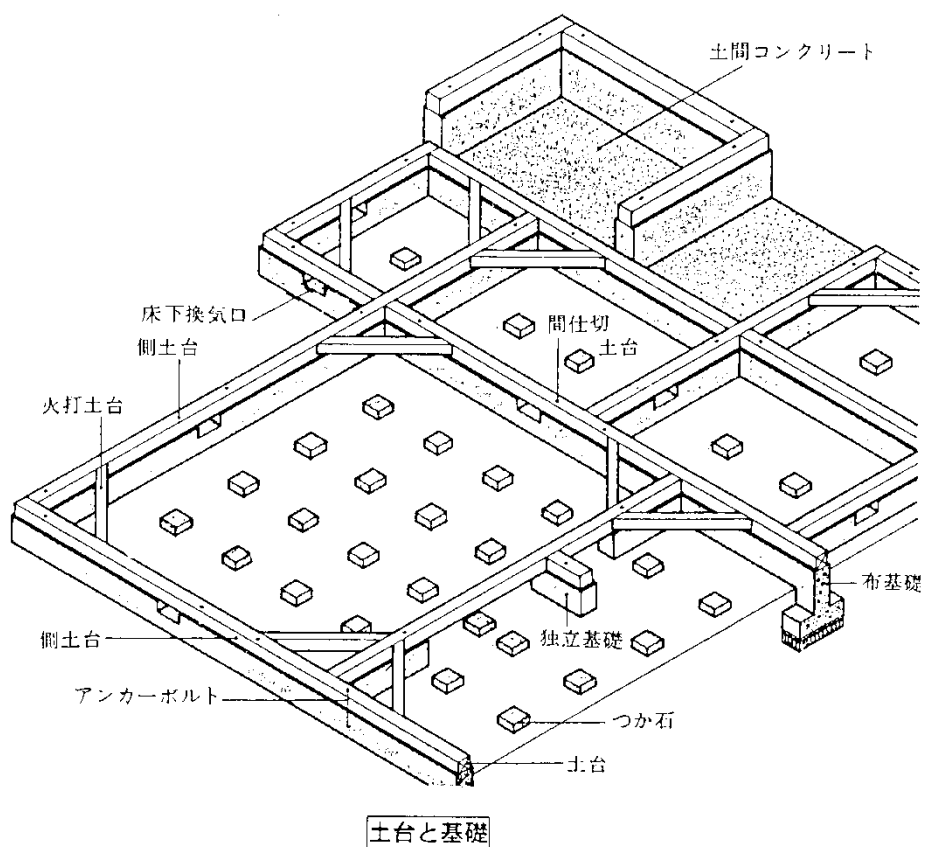 土間コンクリート
床下換気口
側土台
間仕切
土台
火打土台
布基礎
側土台
独立基礎
アンカーボルト
つか石
土台
土台と基礎